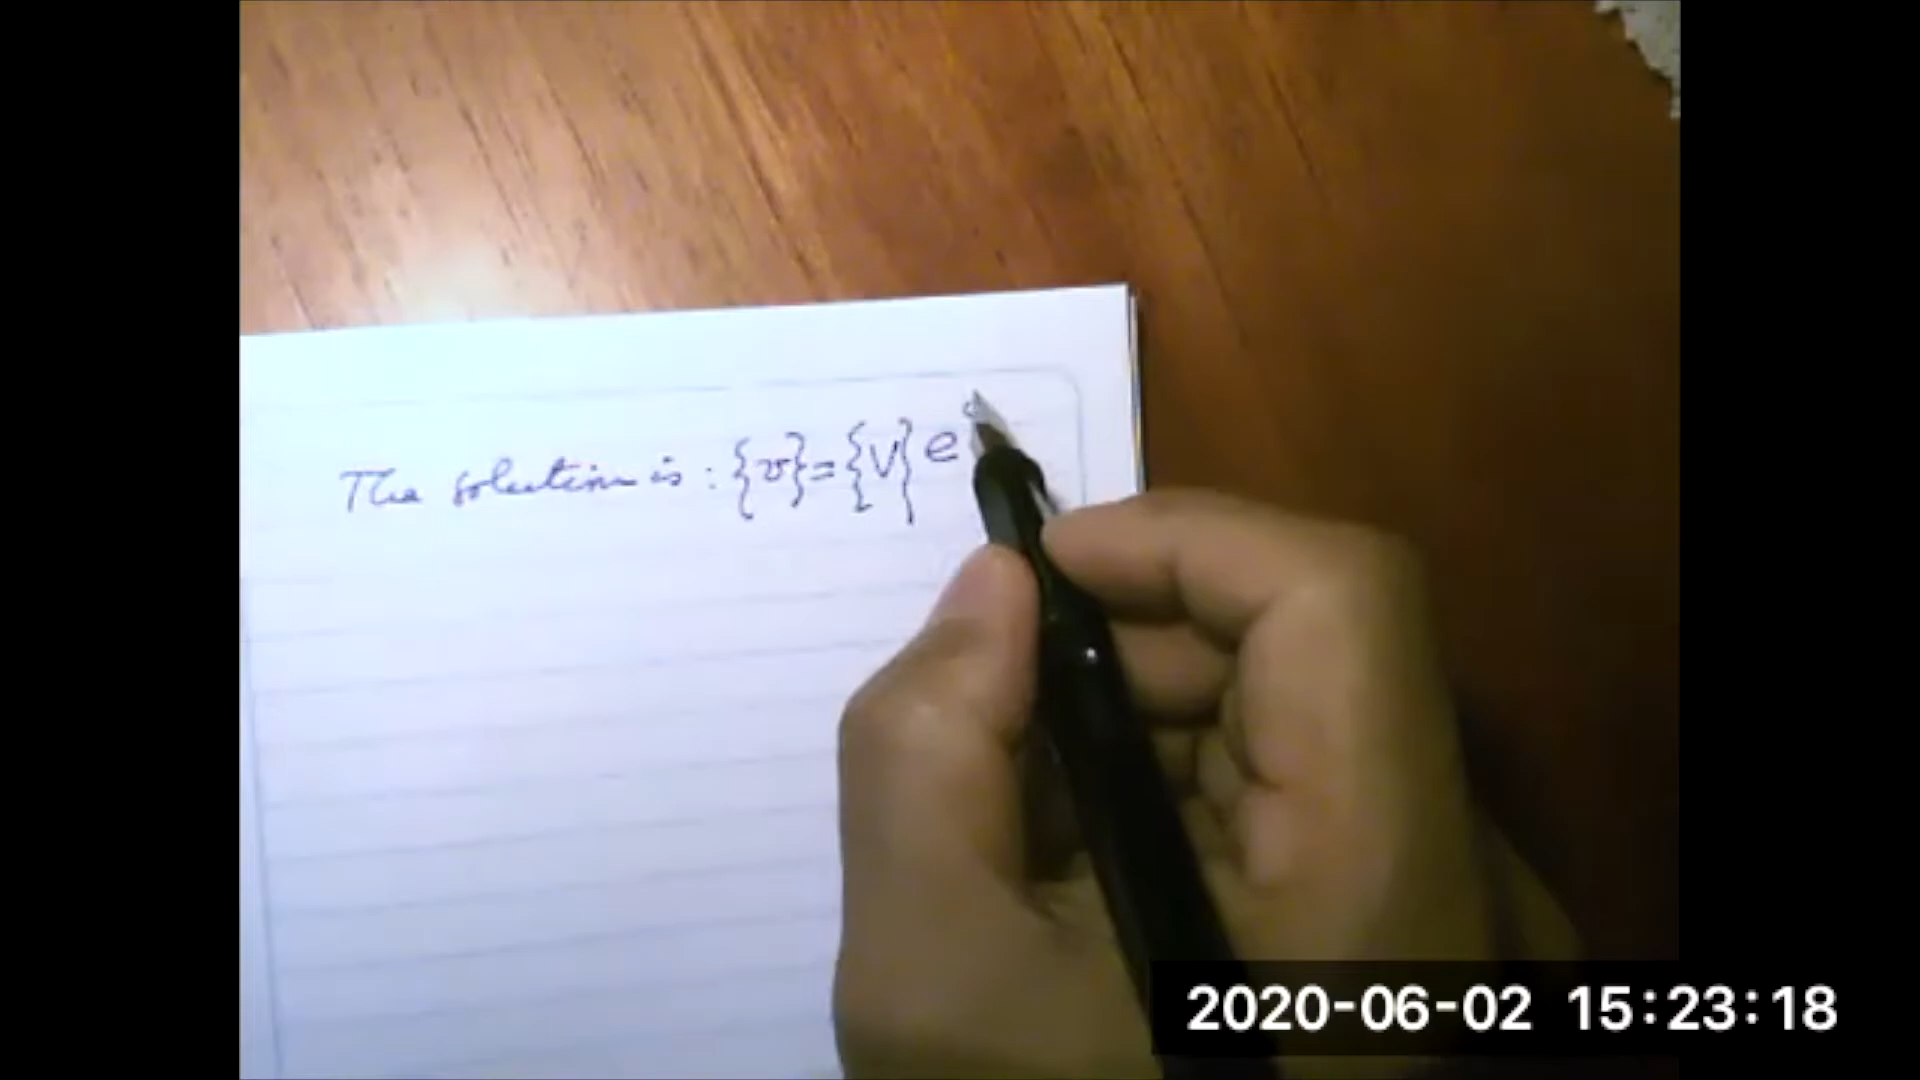 The solution is : {v}={V} e
2020-06-02 15:23:18